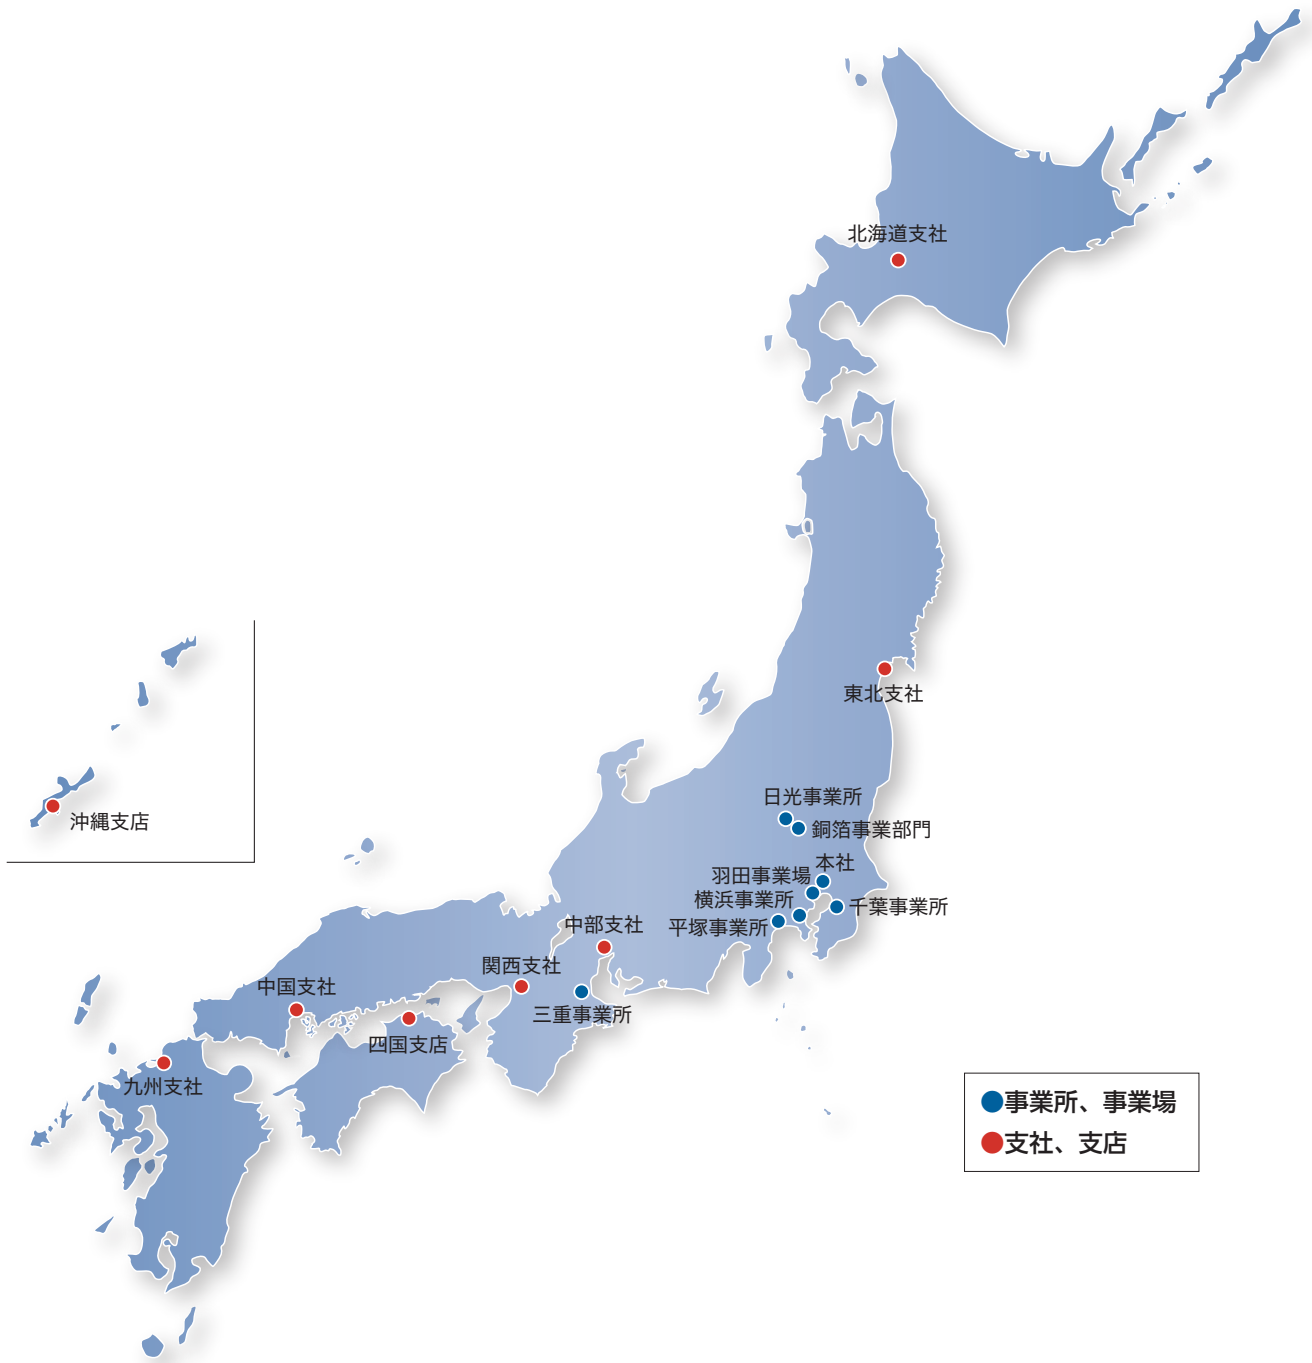 北海道支社
東北支社
沖縄支店
日光事業所
銅箔事業部門
本社
羽田事業場
横浜事業所
千葉事業所
平塚事業所
中部支社
関西支社
中国支社
三重事業所
四国支店
九州支社
事業所、事業場
支社、支店